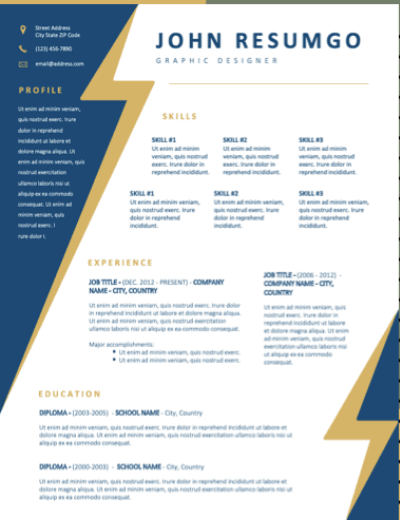 Street Address
City State ZIP Code
(123) 456-7890
email@address.com
PROFILE
Ut enim ad minim veniam,
quis nostrud exerc. Irure
dolor in reprehend
incididunt ut labore et
dolore magna aliqua. Ut
enim ad minim veniam, quis
nostrud exercitation
ullamco laboris nisi ut
aliquip ex ea commodo
consequat. Ut enim ad
minim veniam, quis
nostrud exerc. I
rure dolor i.
JOHN RESUMGO
GRAPHIC DESIGNER
SKILLS
SKILL #1
Ut enim ad minim
veniam, quis nostrud
exerc. Irure dolor in
reprehend incididunt.
SKILL #2
Ut enim ad minim
veniam, quis nostrud
exerc. Irure dolor in
reprehend incididunt.
SKILL #3
Ut enim ad minim
veniam, quis nostrud
exerc. Irure dolor in
reprehend incididunt.
SKILL #1
Ut enim ad minim
veniam, quis nostrud
exerc. Irure dolor
incididunt.
SKILL #2
Ut enim ad minim
veniam, quis nostrud
exerc. Irure dolor
incididunt.
SKILL #3
Ut enim ad minim
veniam, quis nostrud
exerc. Irure dolor
incididunt.
EXPERIENCE
JOB TITLE • (DEC. 2012 - PRESENT) - COMPANY
NAME – CITY, COUNTRY
Ut enim ad minim veniam, quis nostrud exerc. Irure dolor
in reprehend incididunt ut labore et dolore magna aliqua.
Ut enim ad minim veniam, quis nostrud exercitation
ullamco laboris nisi ut aliquip ex ea commodo consequat.
Major accomplishments:
• Ut enim ad minim veniam, quis nostrud exerc.
• Ut enim ad minim veniam, quis nostrud exerc.
JOB TITLE • (2006 - 2012) -
COMPANY NAME – CITY,
COUNTRY
Ut enim ad minim veniam,
quis nostrud exerc. Irure
dolor in reprehend
incididunt ut labore et
dolore magna aliqua. Ut
enim ad minim veniam, quis
nostrud exercitation ullamco
laboris nisi ut aliquip ex ea
commodo consequat.
EDUCATION
DIPLOMA • (2003-2005) - SCHOOL NAME - City, Country
Ut enim ad minim veniam, quis nostrud exerc. Irure dolor in reprehend incididunt ut labore et
dolore magna aliqua. Ut enim ad minim veniam, quis nostrud exercitation ullamco laboris nisi ut
aliquip ex ea commodo consequat.
DIPLOMA • (2000-2003) - SCHOOL NAME - City, Country
Ut enim ad minim veniam, quis nostrud exerc. Irure dolor in reprehend incididunt ut labore et
dolore magna aliqua. Ut enim ad minim veniam, quis nostrud exercitation ullamco laboris nisi ut
aliquip ex ea commodo consequat.